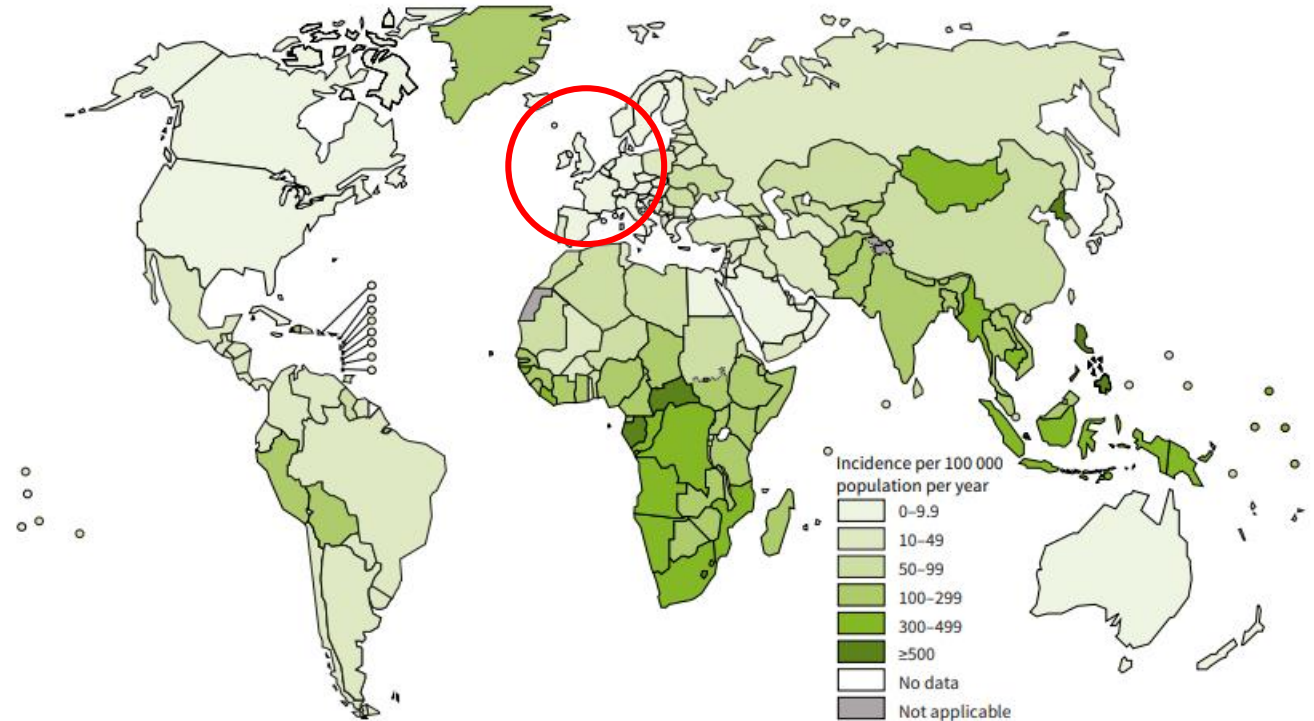 Incidence per 100 000
population per year
0–9.9
10–49
50–99
100–299
300–499
≥500
No data
Not applicable